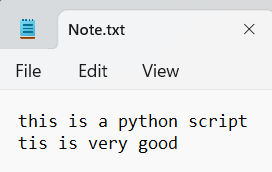 Note.txt
File Edit View
this is a python script
tis is very good